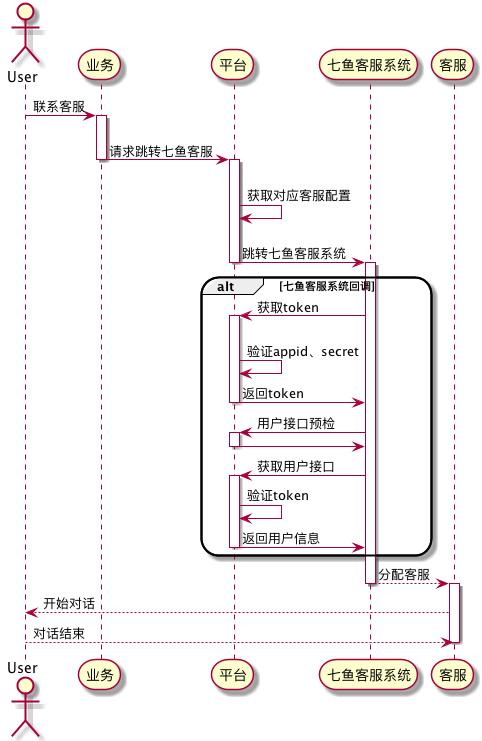 User
业务
平台
七鱼客服系统
客服
联系客服
请求跳转七鱼客服
获取对应客服配置
跳转七鱼客服系统
alt
[七鱼客服系统回调]
获取token
验证appid、secret
返回token
用户接口预检
获取用户接口
验证token
返回用户信息
分配客服
开始对话
对话结束
User
业务
平台
七鱼客服系统
客服